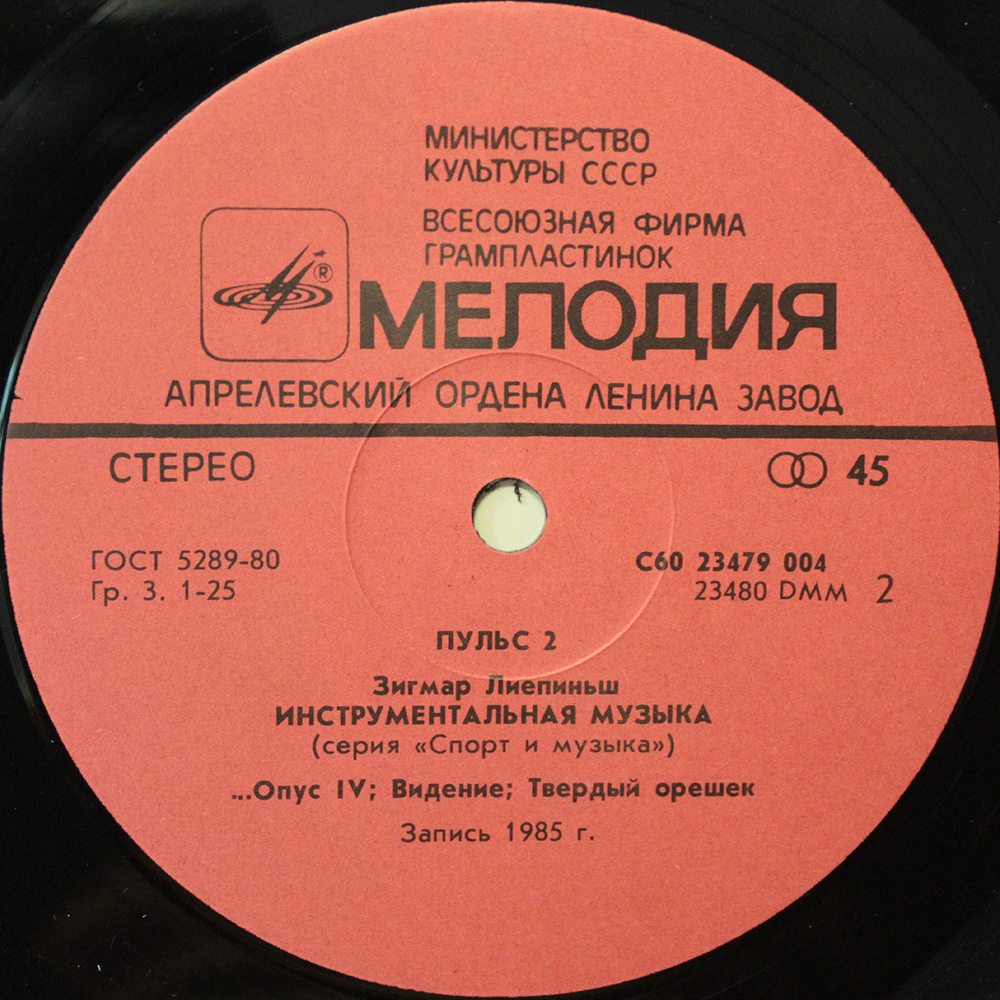 МИНИСТЕРСТВО
КУЛЬТУРЫ СССР
ВСЕСОЮЗНАЯ ФИРМА
ГРАМПЛАСТИНОК
®
МЕЛОДИЯ
АПРЕЛЕВСКИЙ ОРДЕНА ЛЕНИНА ЗАВОД
СТЕРЕО
45
ГОСТ 5289-80
Гр. 3. 1-25
С60 23479 004
23480 DMM 2
ПУЛЬС 2
Зигмар Лиепиньш
ИНСТРУМЕНТАЛЬНАЯ МУЗЫКА
(серия «Спорт и музыка»)
...Опус IV; Видение; Твердый орешек
Запись 1985 г.